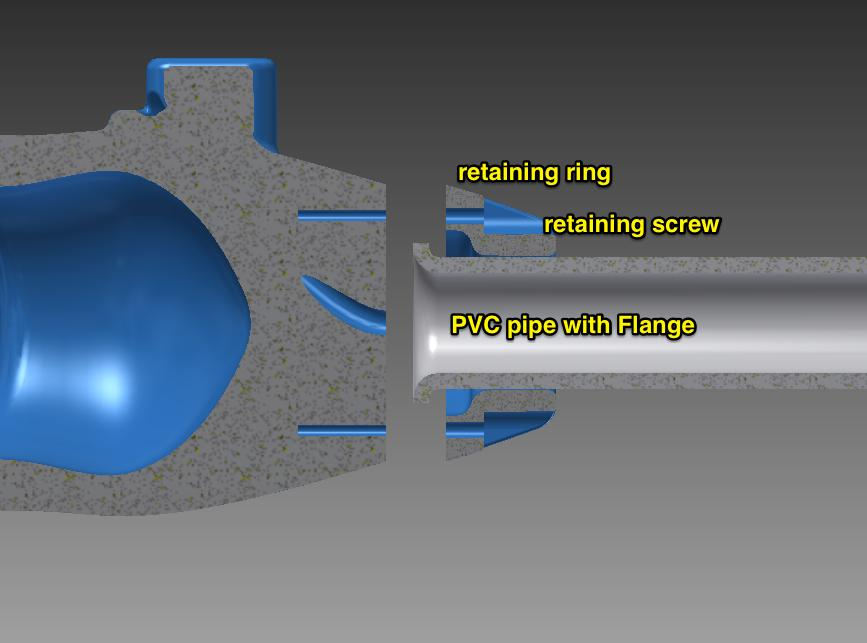 retaining ring
retaining screw
PVC pipe with Flange